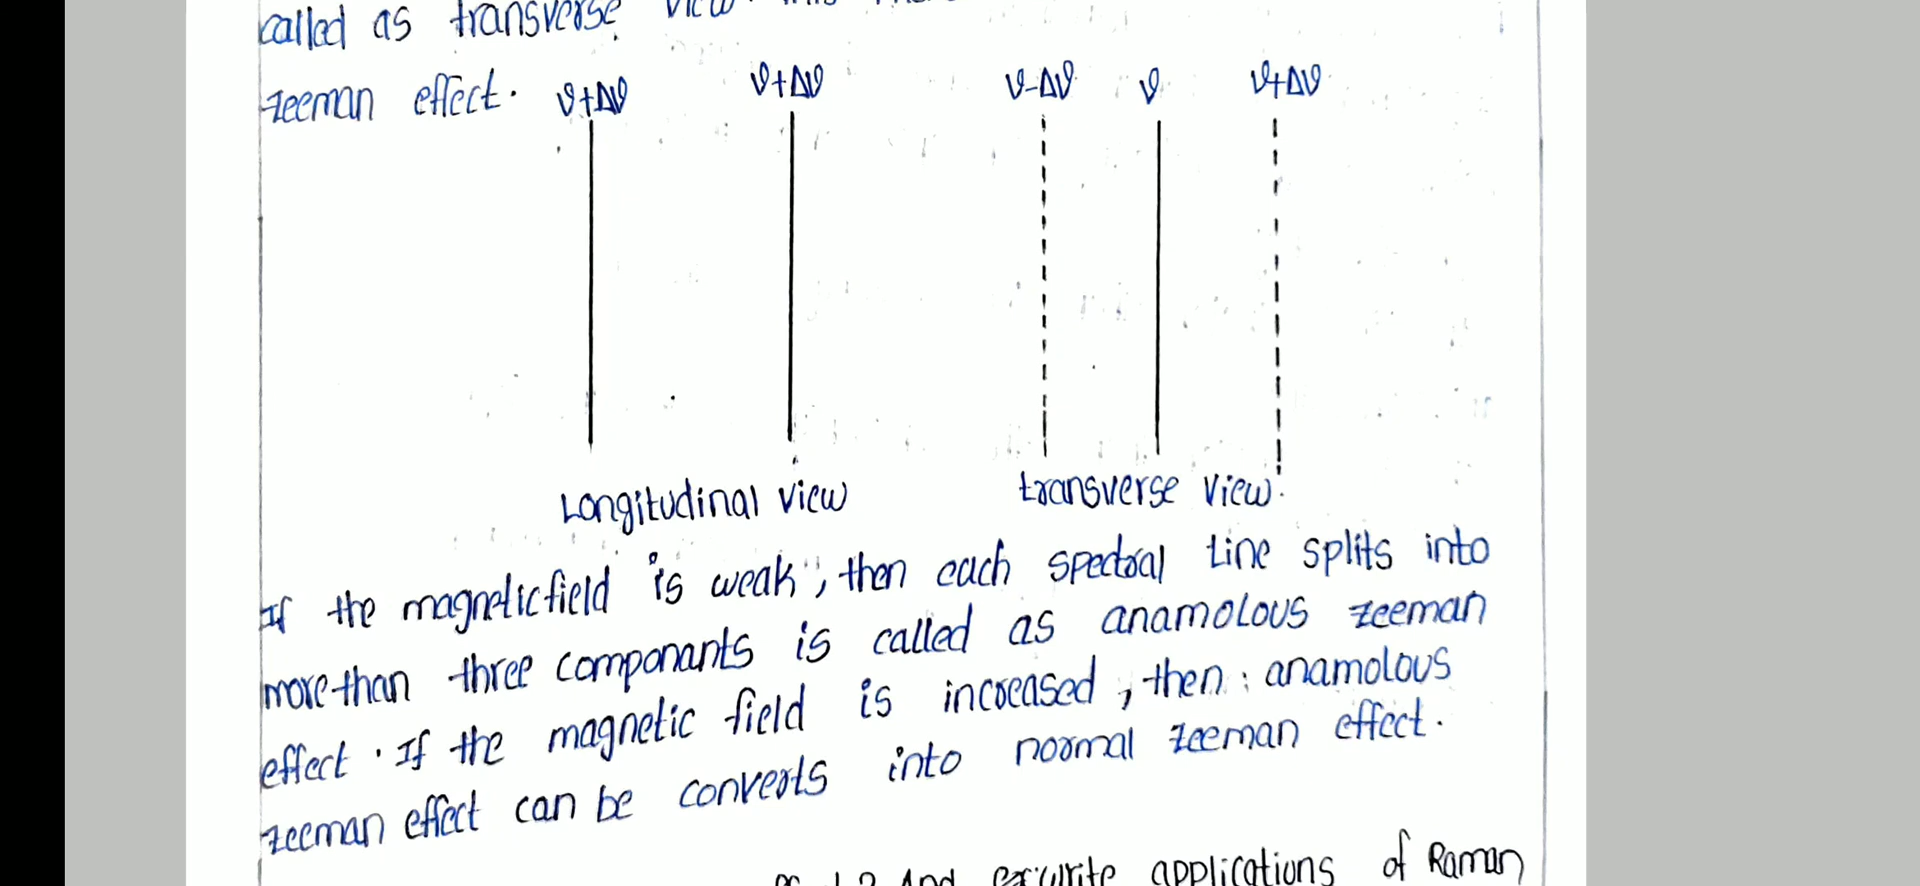 called as transverse view.
zeeman effect.
ν+Δν ν+Δν ν-Δν ν ν+Δν
Longitudinal view transverse view.
If the magnetic field is weak, then each spectral line splits into
more than three componants is called as anamolous zeeman
effect. If the magnetic field is increased, then anamolous
zeeman effect can be converts into normal zeeman effect.
write applications of Raman